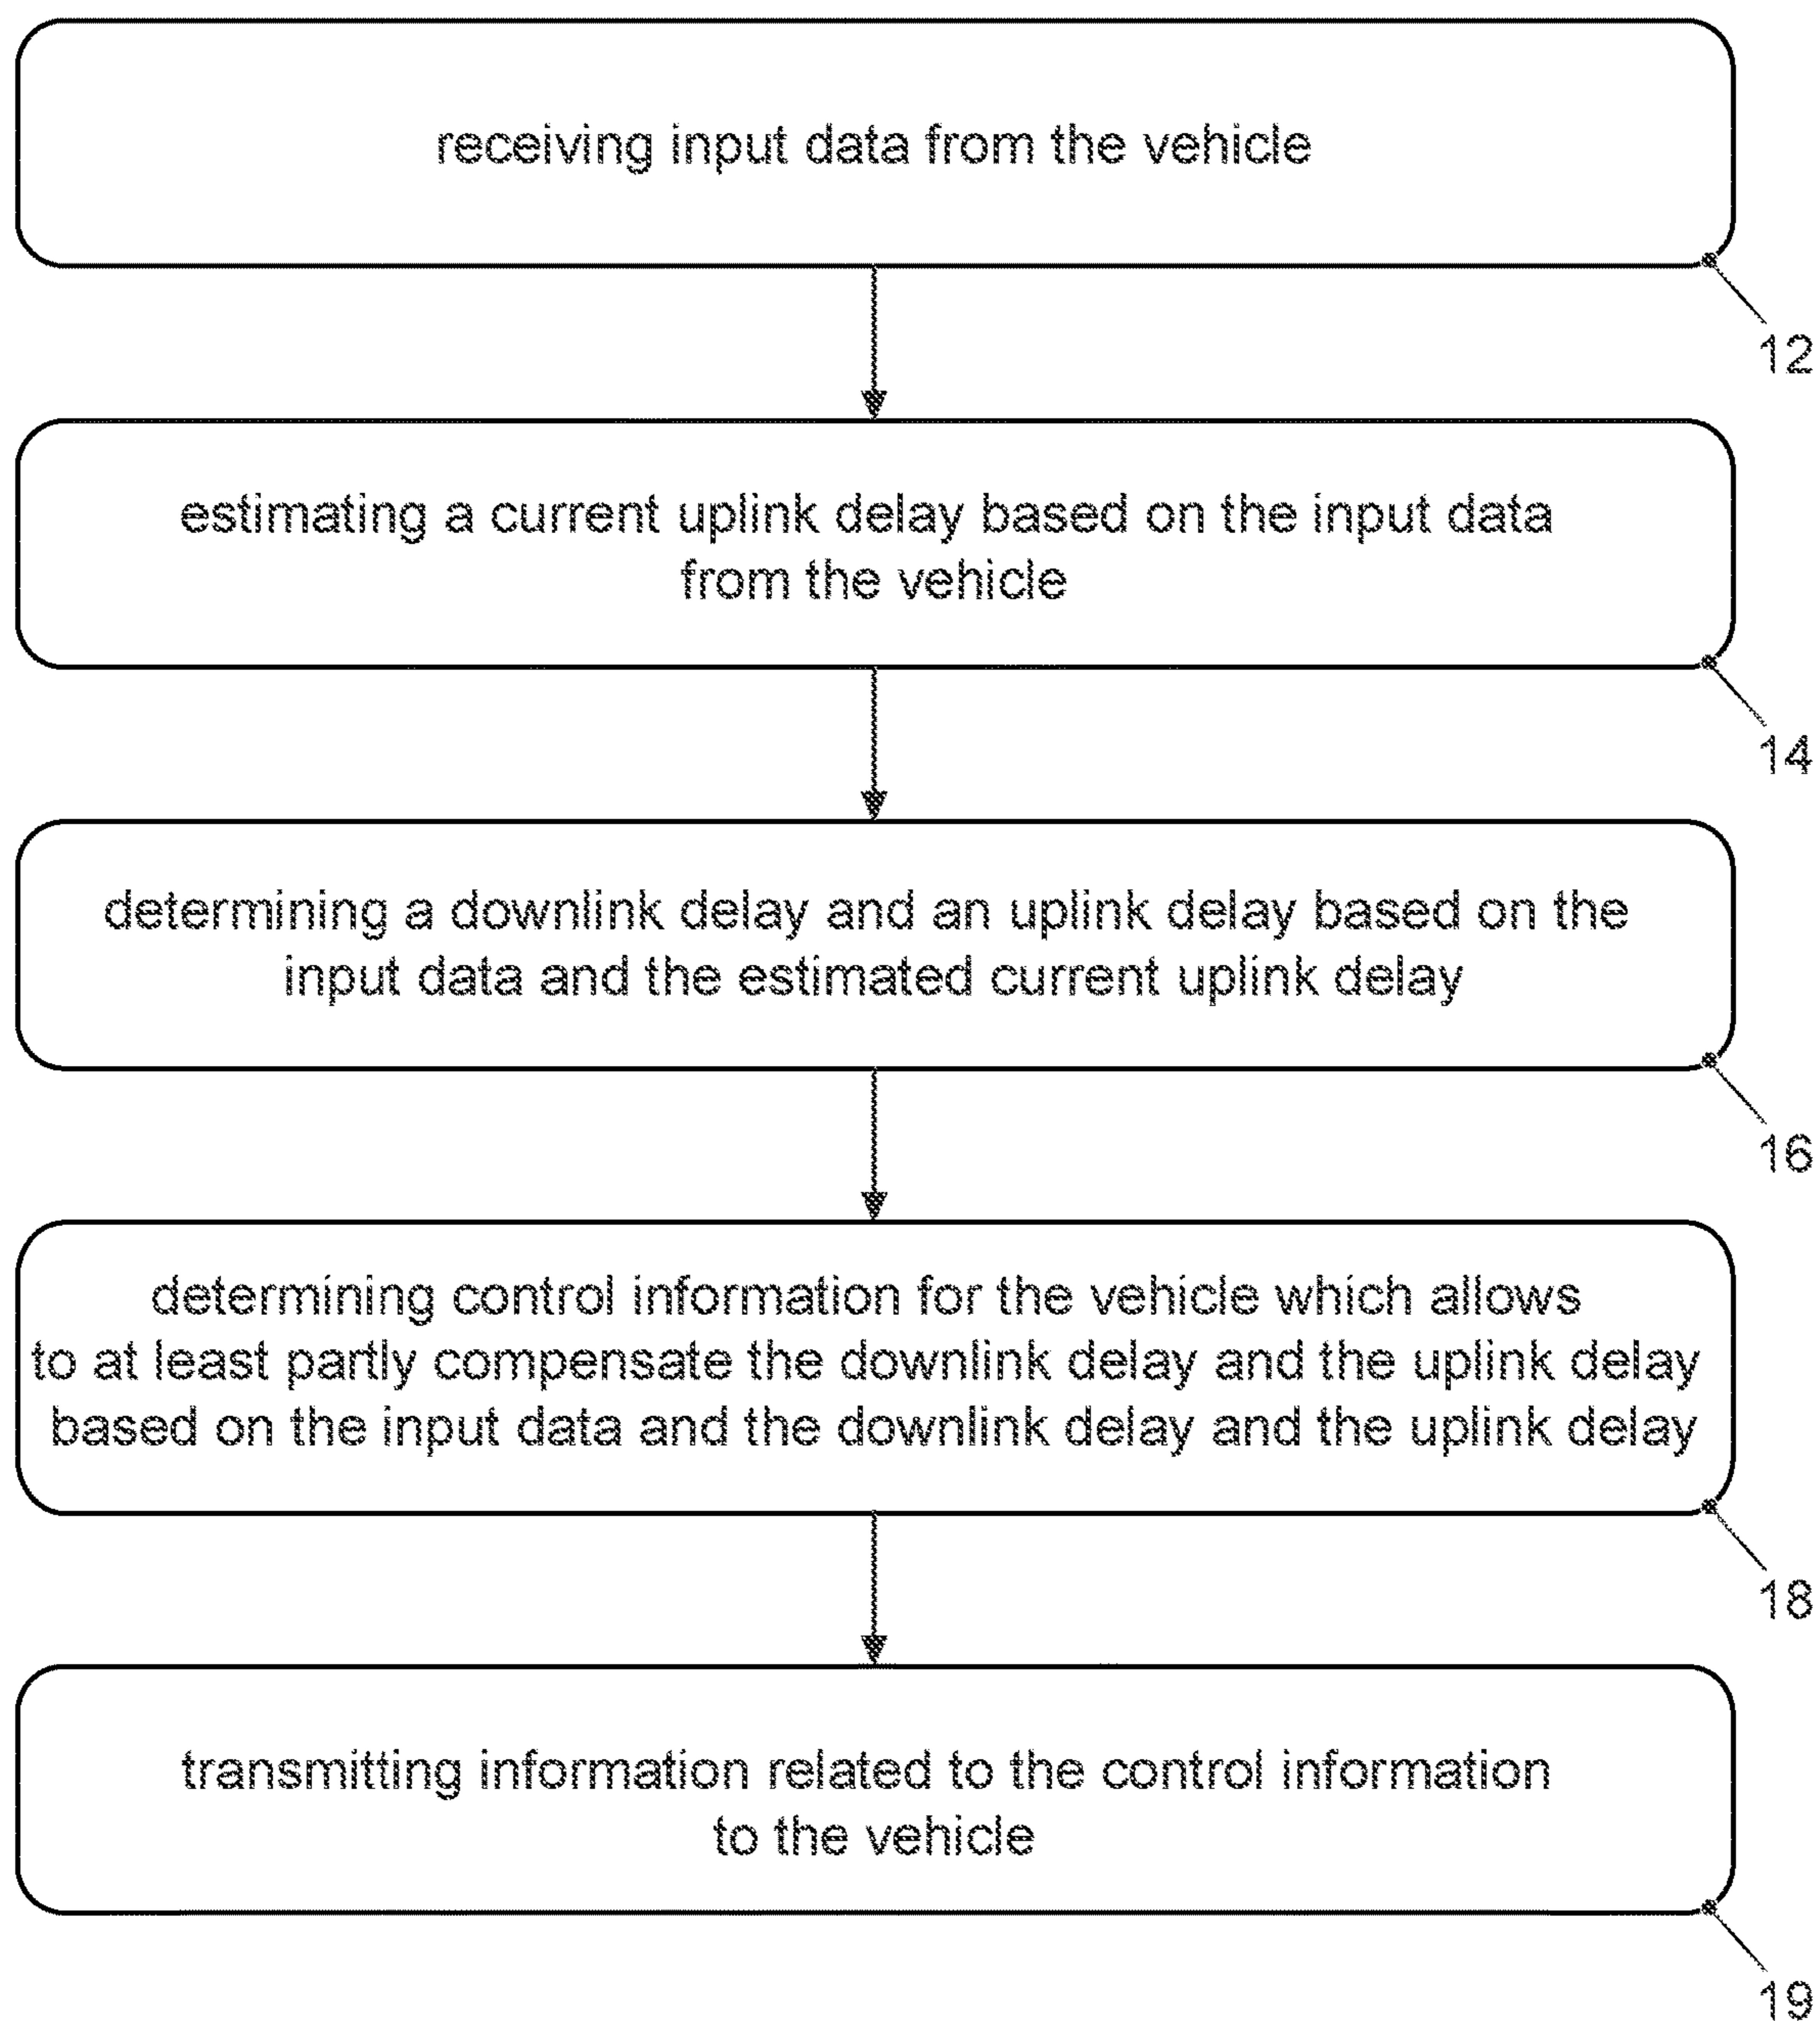 receiving input data from the vehicle
12
estimating a current uplink delay based on the input data
from the vehicle
14
determining a downlink delay and an uplink delay based on the
input data and the estimated current uplink delay
16
determining control information for the vehicle which allows
to at least partly compensate the downlink delay and the uplink delay
based on the input data and the downlink delay and the uplink delay
18
transmitting information related to the control information
to the vehicle
19